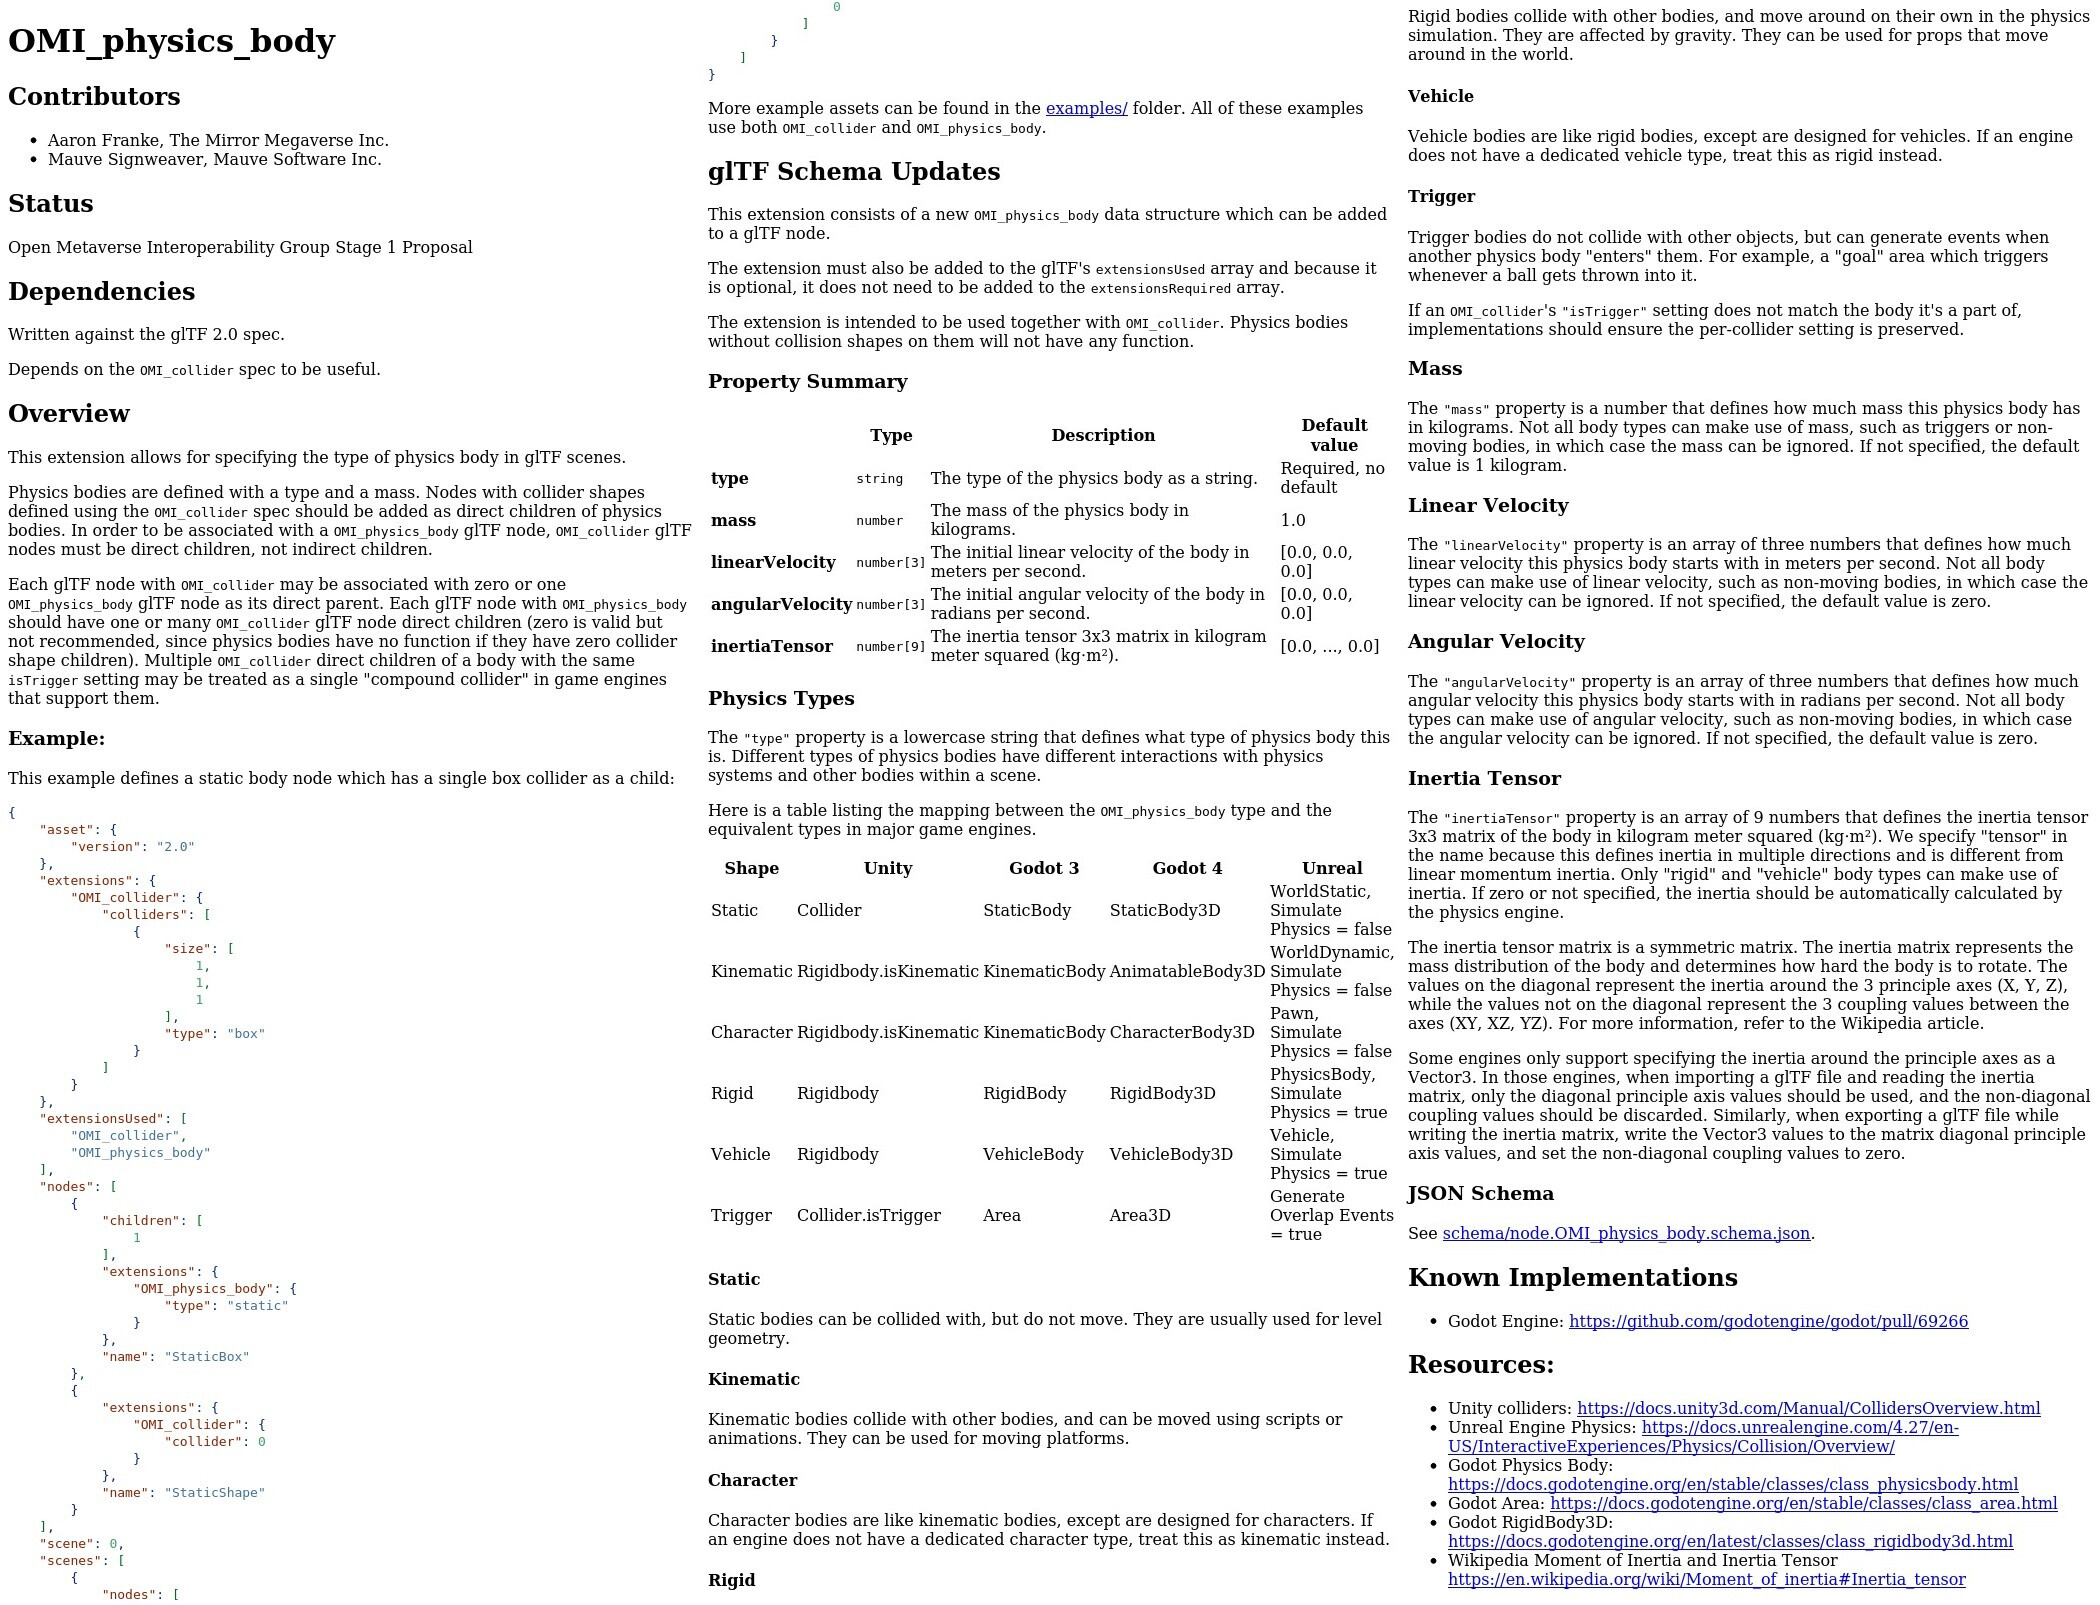 OMI_physics_body
Contributors
• Aaron Franke, The Mirror Megaverse Inc.
• Mauve Signweaver, Mauve Software Inc.
Status
Open Metaverse Interoperability Group Stage 1 Proposal
Dependencies
Written against the glTF 2.0 spec.
Depends on the OMI_collider spec to be useful.
Overview
This extension allows for specifying the type of physics body in glTF scenes.
Physics bodies are defined with a type and a mass. Nodes with collider shapes
defined using the OMI_collider spec should be added as direct children of physics
bodies. In order to be associated with a OMI_physics_body glTF node, OMI_collider glTF
nodes must be direct children, not indirect children.
Each glTF node with OMI_collider may be associated with zero or one
OMI_physics_body glTF node as its direct parent. Each glTF node with OMI_physics_body
should have one or many OMI_collider glTF node direct children (zero is valid but
not recommended, since physics bodies have no function if they have zero collider
shape children). Multiple OMI_collider direct children of a body with the same
isTrigger setting may be treated as a single "compound collider" in game engines
that support them.
Example:
This example defines a static body node which has a single box collider as a child:
{
    "asset": {
        "version": "2.0"
    },
    "extensions": {
        "OMI_collider": {
            "colliders": [
                {
                    "size": [
                        1,
                        1,
                        1
                    ],
                    "type": "box"
                }
            ]
        }
    },
    "extensionsUsed": [
        "OMI_collider",
        "OMI_physics_body"
    ],
    "nodes": [
        {
            "children": [
                1
            ],
            "extensions": {
                "OMI_physics_body": {
                    "type": "static"
                }
            },
            "name": "StaticBox"
        },
        {
            "extensions": {
                "OMI_collider": {
                    "collider": 0
                }
            },
            "name": "StaticShape"
        }
    ],
    "scene": 0,
    "scenes": [
        {
            "nodes": [
                0
            ]
        }
    ]
}
More example assets can be found in the examples/ folder. All of these examples
use both OMI_collider and OMI_physics_body.
glTF Schema Updates
This extension consists of a new OMI_physics_body data structure which can be added
to a glTF node.
The extension must also be added to the glTF's extensionsUsed array and because it
is optional, it does not need to be added to the extensionsRequired array.
The extension is intended to be used together with OMI_collider. Physics bodies
without collision shapes on them will not have any function.
Property Summary
Type Description Default value
type string The type of the physics body as a string. Required, no default
mass number The mass of the physics body in kilograms. 1.0
linearVelocity number[3] The initial linear velocity of the body in meters per second. [0.0, 0.0, 0.0]
angularVelocity number[3] The initial angular velocity of the body in radians per second. [0.0, 0.0, 0.0]
inertiaTensor number[9] The inertia tensor 3x3 matrix in kilogram meter squared (kg·m²). [0.0, ..., 0.0]
Physics Types
The "type" property is a lowercase string that defines what type of physics body this
is. Different types of physics bodies have different interactions with physics
systems and other bodies within a scene.
Here is a table listing the mapping between the OMI_physics_body type and the
equivalent types in major game engines.
Shape Unity Godot 3 Godot 4 Unreal
Static Collider StaticBody StaticBody3D WorldStatic, Simulate Physics = false
Kinematic Rigidbody.isKinematic KinematicBody AnimatableBody3D WorldDynamic, Simulate Physics = false
Character Rigidbody.isKinematic KinematicBody CharacterBody3D Pawn, Simulate Physics = false
Rigid Rigidbody RigidBody RigidBody3D PhysicsBody, Simulate Physics = true
Vehicle Rigidbody VehicleBody VehicleBody3D Vehicle, Simulate Physics = true
Trigger Collider.isTrigger Area Area3D Generate Overlap Events = true
Static
Static bodies can be collided with, but do not move. They are usually used for level
geometry.
Kinematic
Kinematic bodies collide with other bodies, and can be moved using scripts or
animations. They can be used for moving platforms.
Character
Character bodies are like kinematic bodies, except are designed for characters. If
an engine does not have a dedicated character type, treat this as kinematic instead.
Rigid
Rigid bodies collide with other bodies, and move around on their own in the physics
simulation. They are affected by gravity. They can be used for props that move
around in the world.
Vehicle
Vehicle bodies are like rigid bodies, except are designed for vehicles. If an engine
does not have a dedicated vehicle type, treat this as rigid instead.
Trigger
Trigger bodies do not collide with other objects, but can generate events when
another physics body "enters" them. For example, a "goal" area which triggers
whenever a ball gets thrown into it.
If an OMI_collider's "isTrigger" setting does not match the body it's a part of,
implementations should ensure the per-collider setting is preserved.
Mass
The "mass" property is a number that defines how much mass this physics body has
in kilograms. Not all body types can make use of mass, such as triggers or non-
moving bodies, in which case the mass can be ignored. If not specified, the default
value is 1 kilogram.
Linear Velocity
The "linearVelocity" property is an array of three numbers that defines how much
linear velocity this physics body starts with in meters per second. Not all body
types can make use of linear velocity, such as non-moving bodies, in which case the
linear velocity can be ignored. If not specified, the default value is zero.
Angular Velocity
The "angularVelocity" property is an array of three numbers that defines how much
angular velocity this physics body starts with in radians per second. Not all body
types can make use of angular velocity, such as non-moving bodies, in which case
the angular velocity can be ignored. If not specified, the default value is zero.
Inertia Tensor
The "inertiaTensor" property is an array of 9 numbers that defines the inertia tensor
3x3 matrix of the body in kilogram meter squared (kg·m²). We specify "tensor" in
the name because this defines inertia in multiple directions and is different from
linear momentum inertia. Only "rigid" and "vehicle" body types can make use of
inertia. If zero or not specified, the inertia should be automatically calculated by
the physics engine.
The inertia tensor matrix is a symmetric matrix. The inertia matrix represents the
mass distribution of the body and determines how hard the body is to rotate. The
values on the diagonal represent the inertia around the 3 principle axes (X, Y, Z),
while the values not on the diagonal represent the 3 coupling values between the
axes (XY, XZ, YZ). For more information, refer to the Wikipedia article.
Some engines only support specifying the inertia around the principle axes as a
Vector3. In those engines, when importing a glTF file and reading the inertia
matrix, only the diagonal principle axis values should be used, and the non-diagonal
coupling values should be discarded. Similarly, when exporting a glTF file while
writing the inertia matrix, write the Vector3 values to the matrix diagonal principle
axis values, and set the non-diagonal coupling values to zero.
JSON Schema
See schema/node.OMI_physics_body.schema.json.
Known Implementations
• Godot Engine: https://github.com/godotengine/godot/pull/69266
Resources:
• Unity colliders: https://docs.unity3d.com/Manual/CollidersOverview.html
• Unreal Engine Physics: https://docs.unrealengine.com/4.27/en-
US/InteractiveExperiences/Physics/Collision/Overview/
• Godot Physics Body:
https://docs.godotengine.org/en/stable/classes/class_physicsbody.html
• Godot Area: https://docs.godotengine.org/en/stable/classes/class_area.html
• Godot RigidBody3D:
https://docs.godotengine.org/en/latest/classes/class_rigidbody3d.html
• Wikipedia Moment of Inertia and Inertia Tensor
https://en.wikipedia.org/wiki/Moment_of_inertia#Inertia_tensor